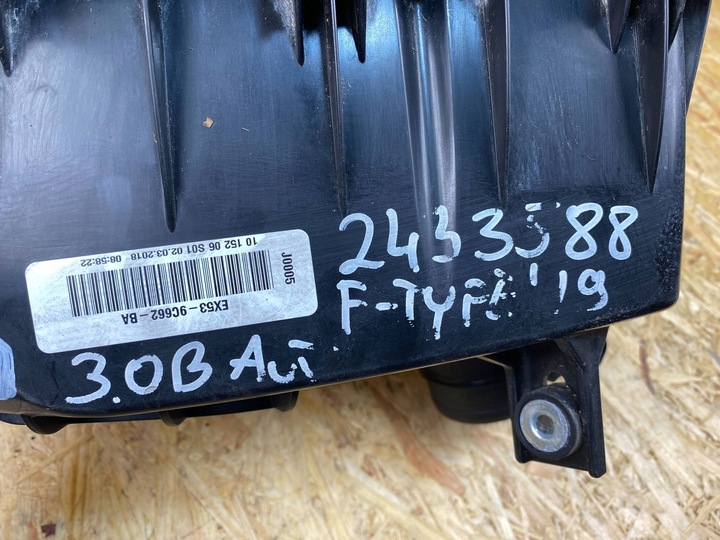 J0005
10 152 06 S01 02.03.2018 08:58:22
EX53-9C662-BA
2433588
F-TYPE '19
3.0B Aut